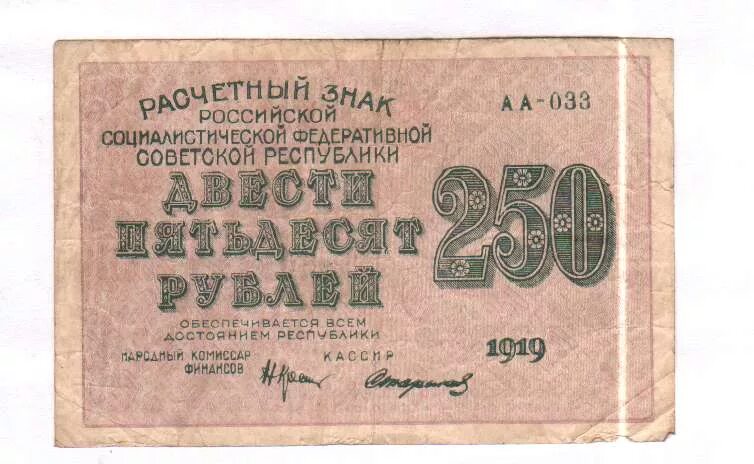 РАСЧЕТНЫЙ ЗНАК
РОССИЙСКОЙ
СОЦИАЛИСТИЧЕСКОЙ ФЕДЕРАТИВНОЙ
СОВЕТСКОЙ РЕСПУБЛИКИ
АА-033
ДВЕСТИ
ПЯТЬДЕСЯТ
РУБЛЕЙ
250
ОБЕСПЕЧИВАЕТСЯ ВСЕМ
ДОСТОЯНИЕМ РЕСПУБЛИКИ
НАРОДНЫЙ КОМИССАР
ФИНАНСОВ
КАССИР
1919